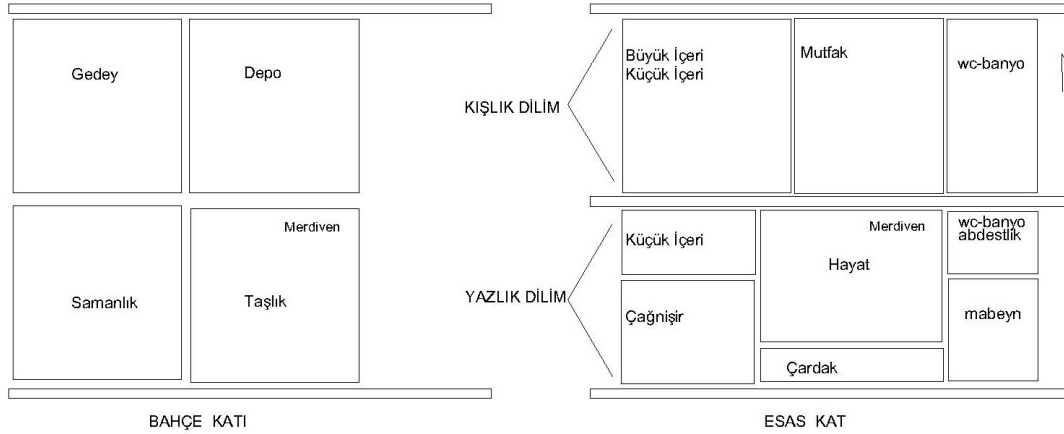 Gedey
Depo
Merdiven
Samanlık
Taşlık
BAHÇE KATI
KIŞLIK DİLİM
YAZLIK DİLİM
Büyük İçeri
Küçük İçeri
Mutfak
wc-banyo
Küçük İçeri
Merdiven
Hayat
wc-banyo
abdestlik
Çağnişir
mabeyn
Çardak
ESAS KAT